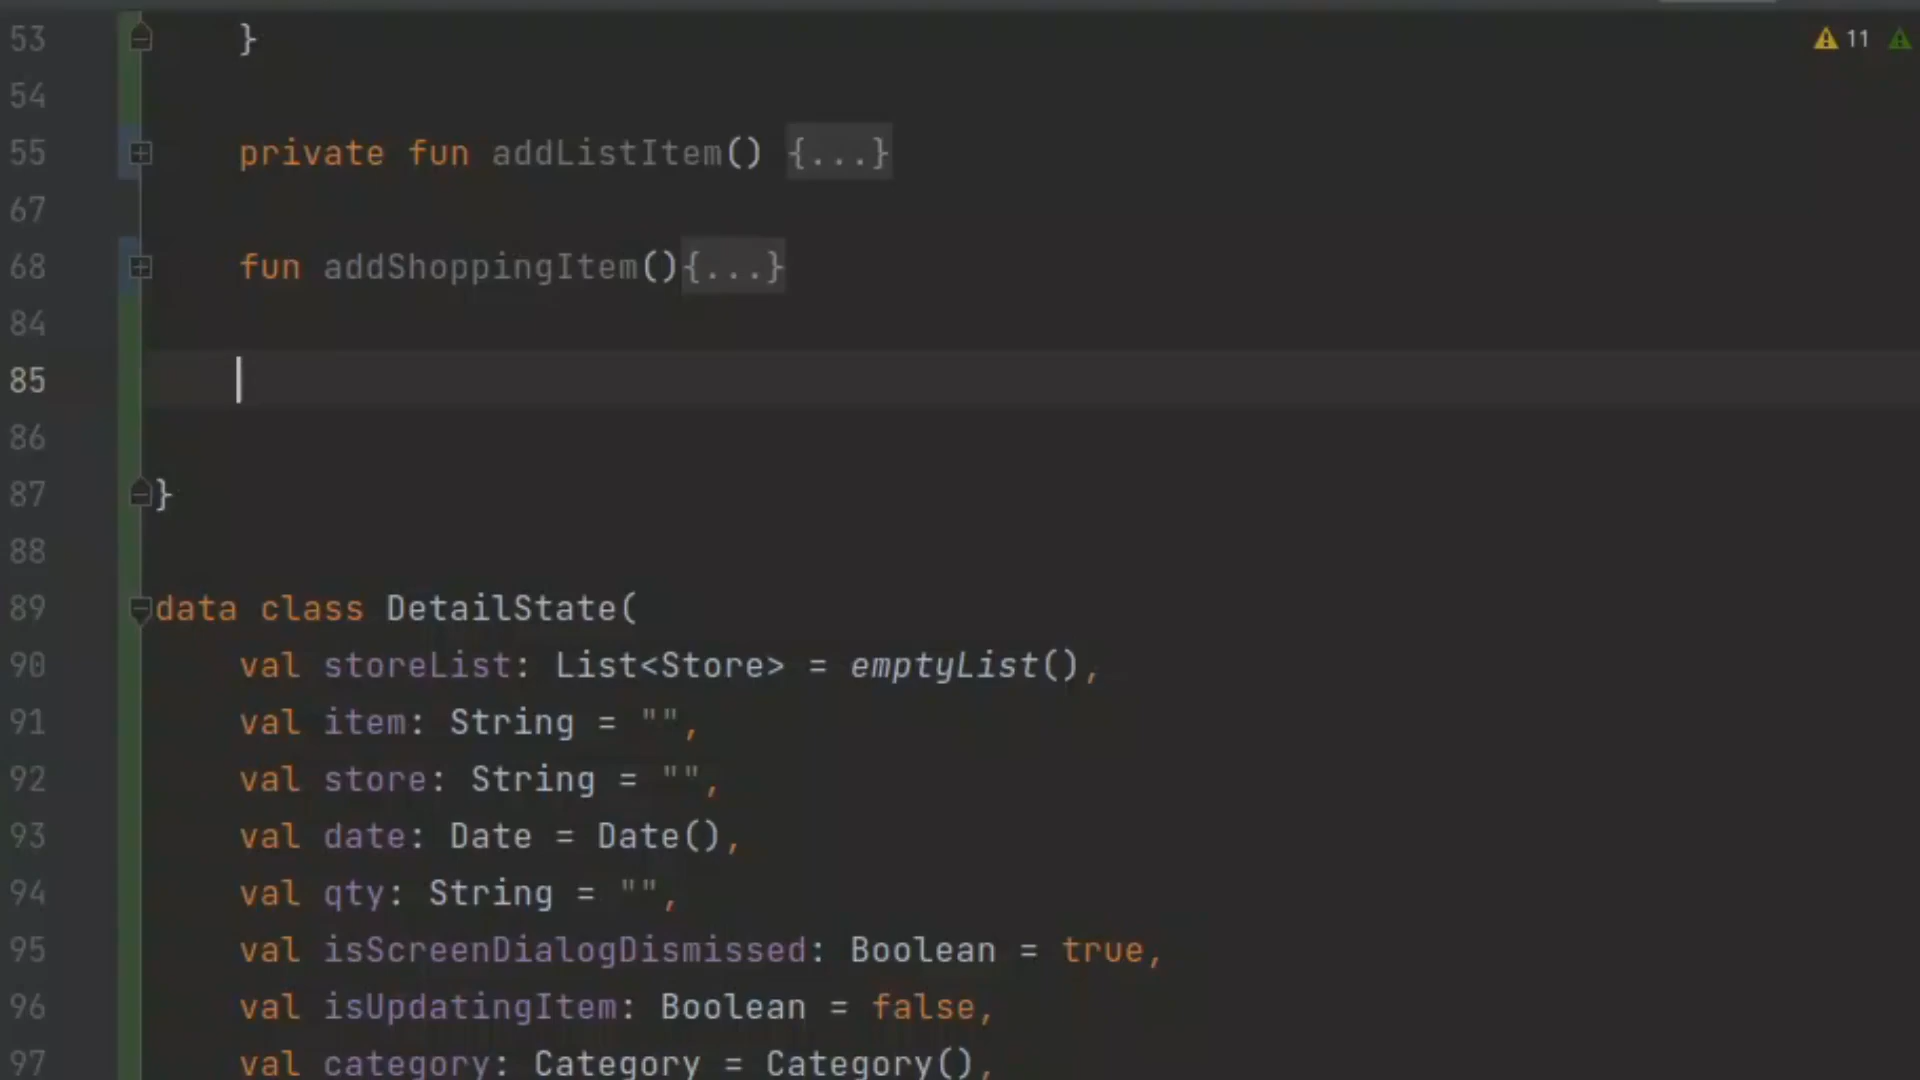 53 }
11
54
55 private fun addListItem() {...}
67
68 fun addShoppingItem(){...}
84
85
86
87 }
88
89 data class DetailState(
90 val storeList: List<Store> = emptyList(),
91 val item: String = "",
92 val store: String = "",
93 val date: Date = Date(),
94 val qty: String = "",
95 val isScreenDialogDismissed: Boolean = true,
96 val isUpdatingItem: Boolean = false,
97 val category: Category = Category(),